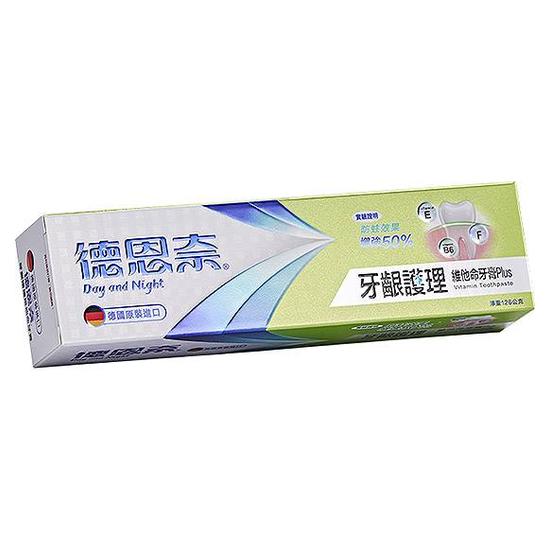 德恩奈®
Day and Night
德國原裝進口
實驗證明
防蛀效果
增強50%
Vitamin
E
Vitamin
B6
F
牙齦護理
維他命牙膏Plus
Vitamin Toothpaste
淨重126公克
德恩奈